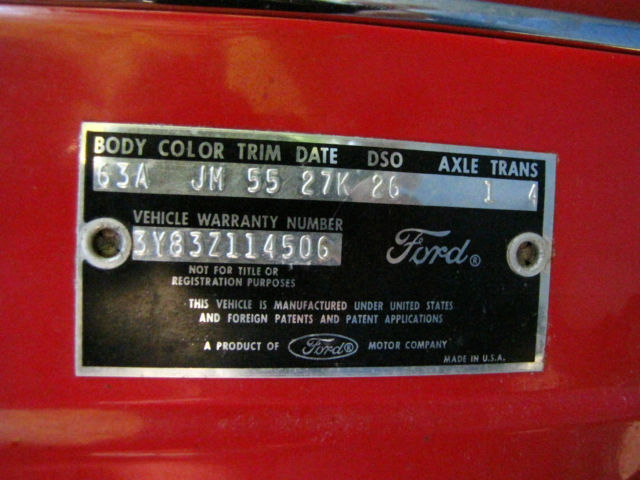 BODY COLOR TRIM DATE DSO AXLE TRANS
63A JM 55 27K 26 1 4
VEHICLE WARRANTY NUMBER
3Y83Z114506
Ford®
NOT FOR TITLE OR
REGISTRATION PURPOSES
THIS VEHICLE IS MANUFACTURED UNDER UNITED STATES
AND FOREIGN PATENTS AND PATENT APPLICATIONS
A PRODUCT OF Ford® MOTOR COMPANY
MADE IN U.S.A.